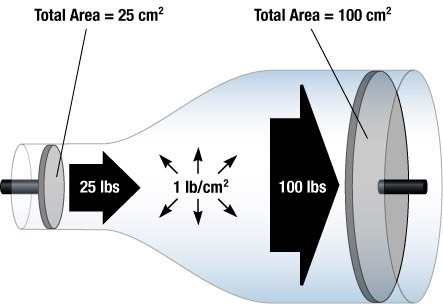 Total Area = 25 cm²
Total Area = 100 cm²
25 lbs
1 lb/cm²
100 lbs